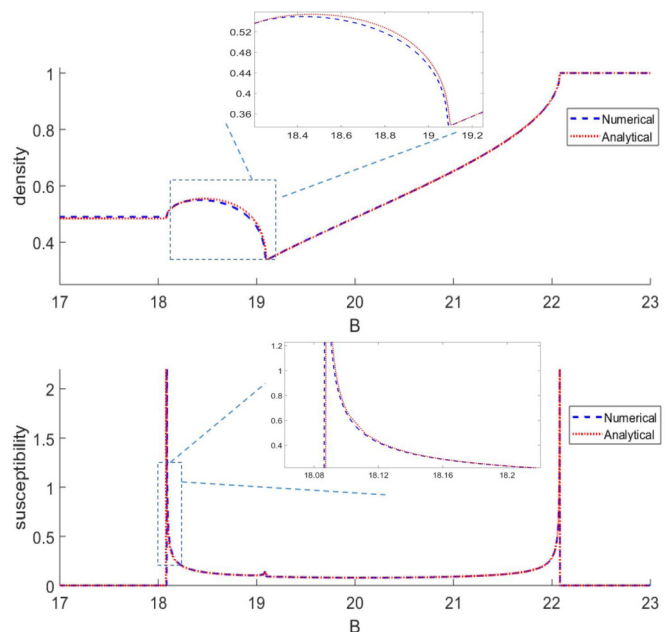 0.52
0.48
0.44
0.4
0.36
18.4 18.6 18.8 19 19.2
1
0.8
0.6
0.4
density
Numerical
Analytical
17 18 19 20 21 22 23
B
1.2
1
0.8
0.6
0.4
18.08 18.12 18.16 18.2
2
1.5
1
0.5
0
susceptibility
Numerical
Analytical
17 18 19 20 21 22 23
B